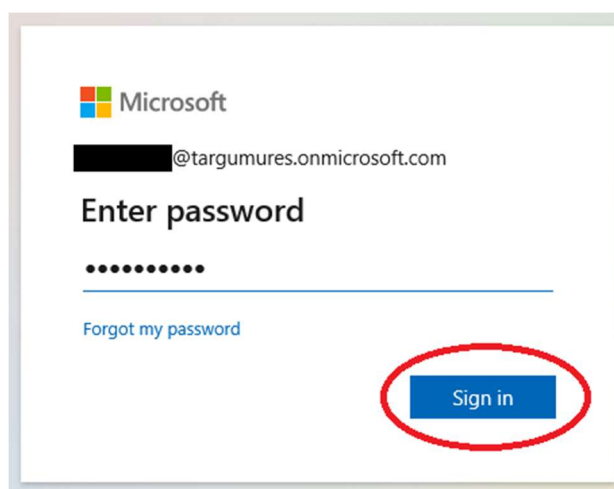 Microsoft
@targumures.onmicrosoft.com
Enter password
Forgot my password
Sign in